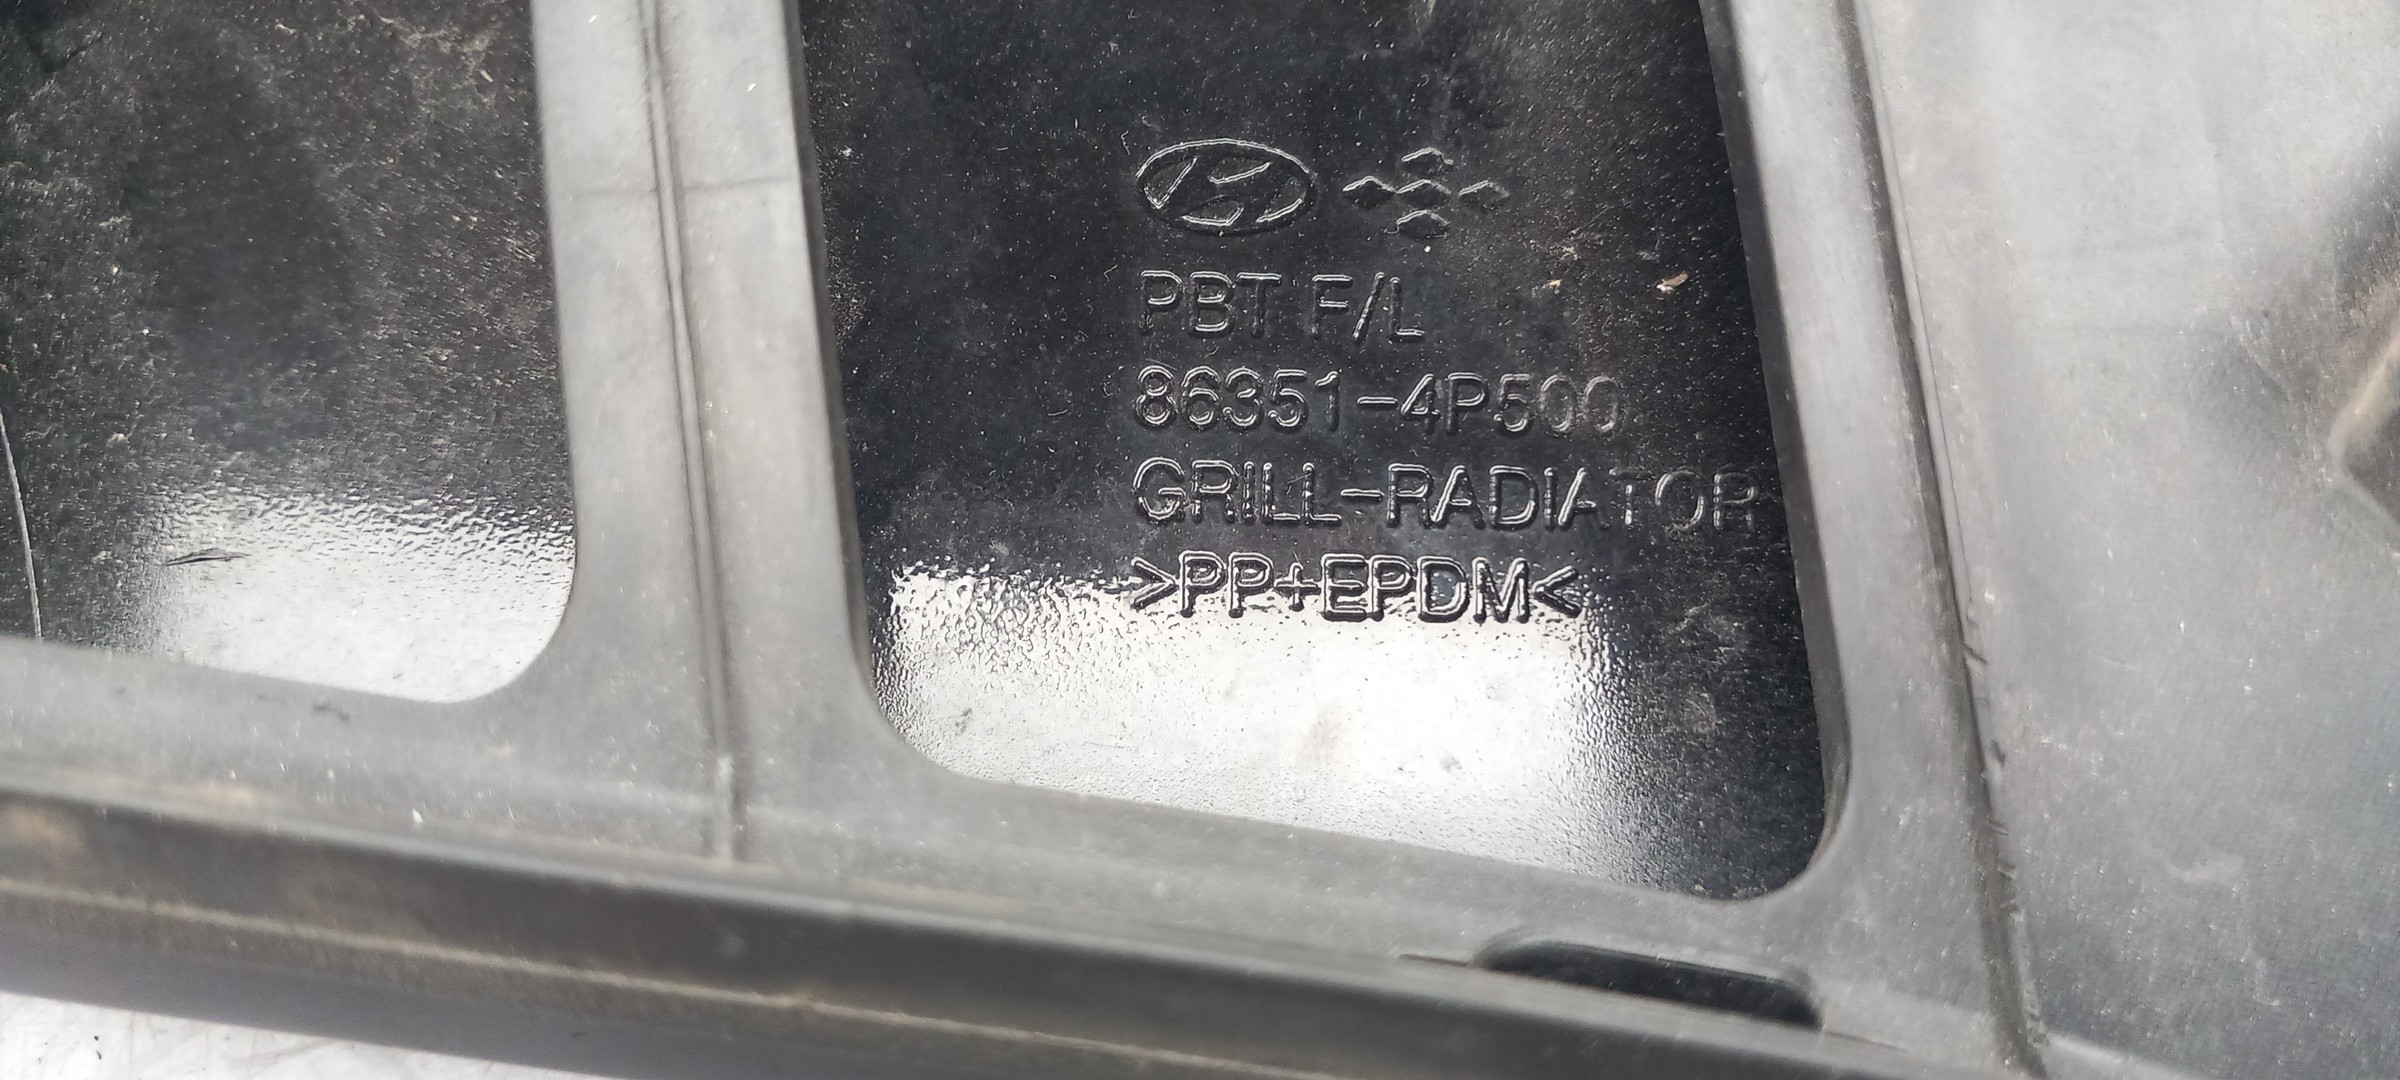 PBT F/L
86351-4P500
GRILL-RADIATOR
>PP+EPDM<